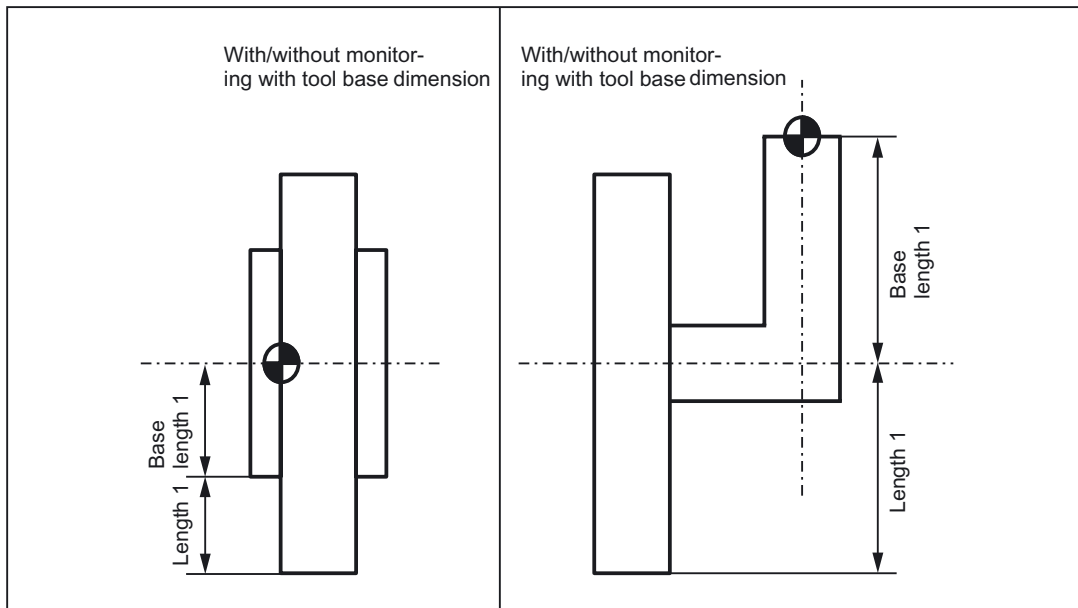 With/without monitor-
ing with tool base dimension
Base
length 1
Length 1
With/without monitor-
ing with tool base dimension
Base
length 1
Length 1